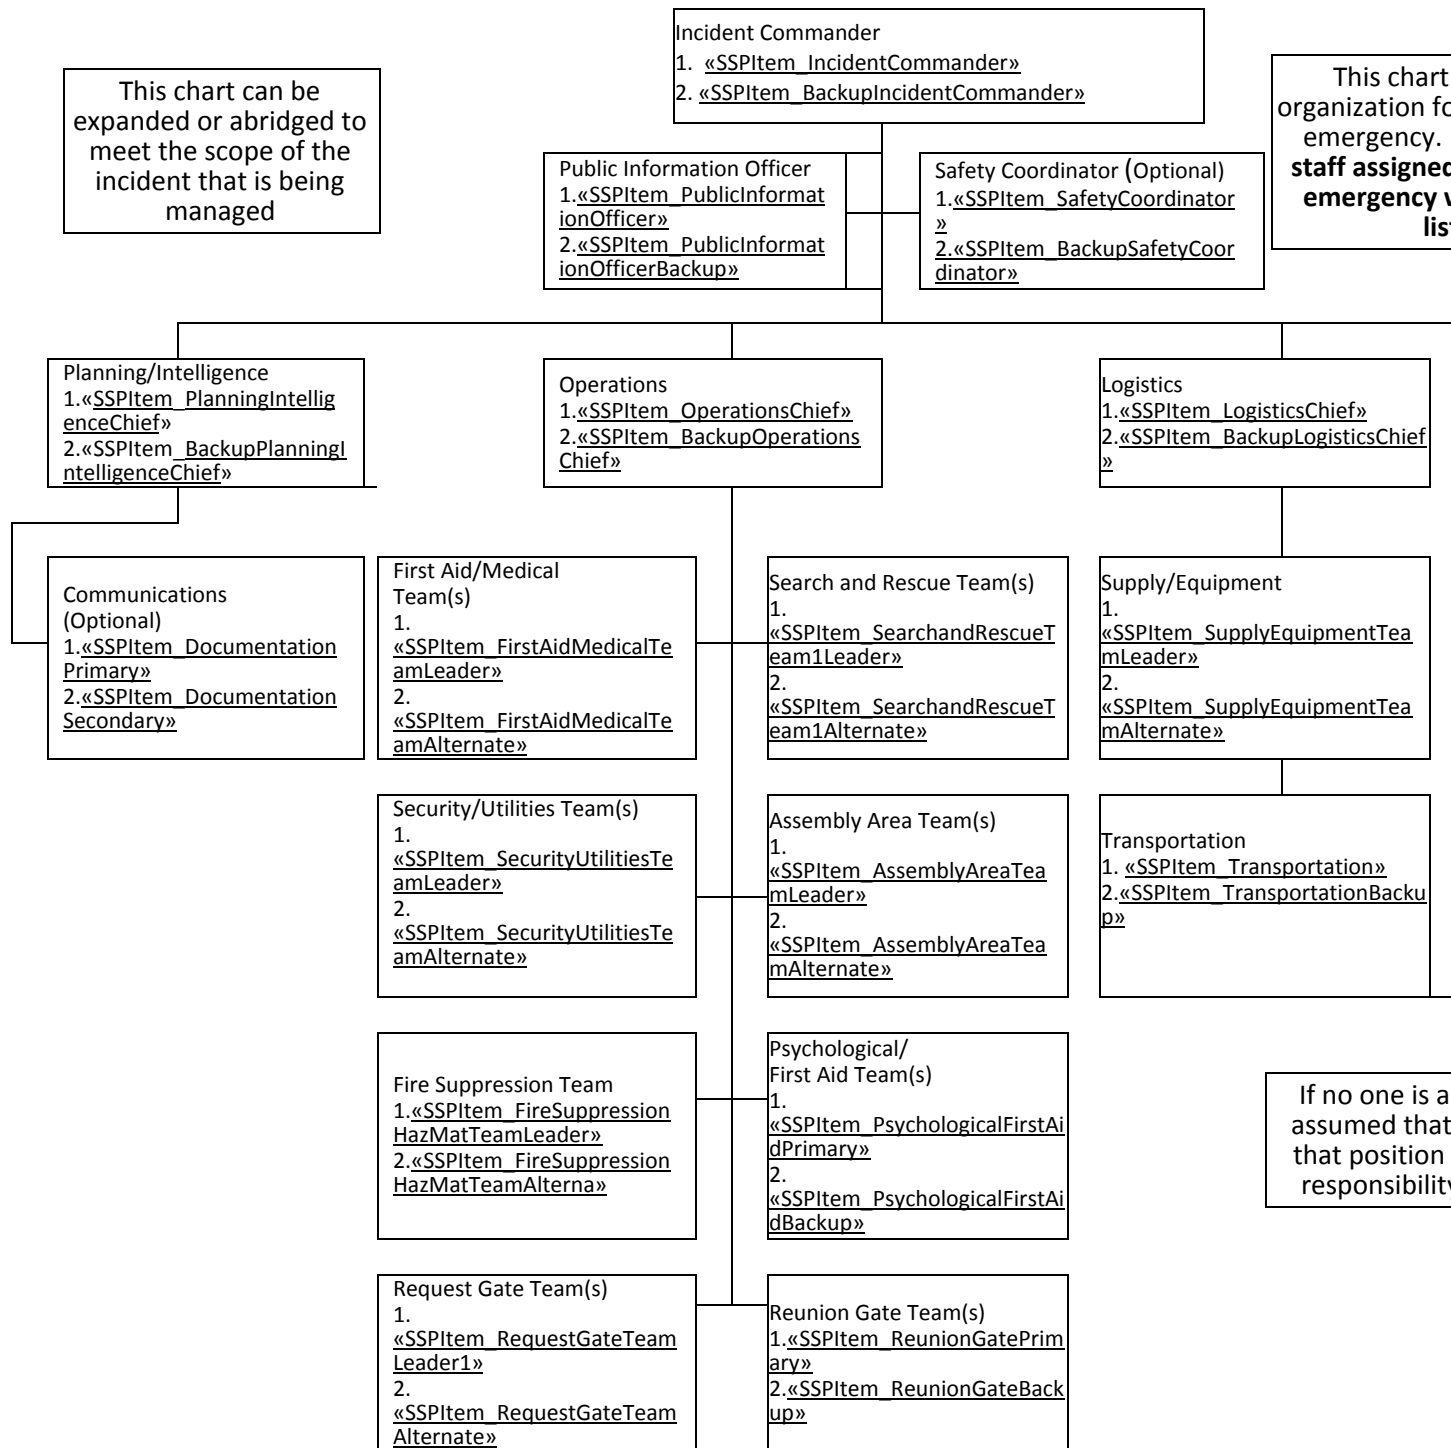 Incident Commander
1. «SSPItem_IncidentCommander»
2. «SSPItem_BackupIncidentCommander»
This chart can be
expanded or abridged to
meet the scope of the
incident that is being
managed
This chart
organization fo
emergency.
staff assigned
emergency
lis
Public Information Officer
1.«SSPItem_PublicInformat
ionOfficer»
2.«SSPItem_PublicInformat
ionOfficerBackup»
Safety Coordinator (Optional)
1.«SSPItem_SafetyCoordinator
»
2.«SSPItem_BackupSafetyCoor
dinator»
Planning/Intelligence
1.«SSPItem_PlanningIntellig
enceChief»
2.«SSPItem_BackupPlanningI
ntelligenceChief»
Operations
1.«SSPItem_OperationsChief»
2.«SSPItem_BackupOperations
Chief»
Logistics
1.«SSPItem_LogisticsChief»
2.«SSPItem_BackupLogisticsChief
»
Communications
(Optional)
1.«SSPItem_Documentation
Primary»
2.«SSPItem_Documentation
Secondary»
First Aid/Medical
Team(s)
1.
«SSPItem_FirstAidMedicalTe
amLeader»
2.
«SSPItem_FirstAidMedicalTe
amAlternate»
Search and Rescue Team(s)
1.
«SSPItem_SearchandRescueT
eam1Leader»
2.
«SSPItem_SearchandRescueT
eam1Alternate»
Supply/Equipment
1.
«SSPItem_SupplyEquipmentTea
mLeader»
2.
«SSPItem_SupplyEquipmentTea
mAlternate»
Security/Utilities Team(s)
1.
«SSPItem_SecurityUtilitiesTe
amLeader»
2.
«SSPItem_SecurityUtilitiesTe
amAlternate»
Assembly Area Team(s)
1.
«SSPItem_AssemblyAreaTea
mLeader»
2.
«SSPItem_AssemblyAreaTea
mAlternate»
Transportation
1. «SSPItem_Transportation»
2.«SSPItem_TransportationBacku
p»
Fire Suppression Team
1.«SSPItem_FireSuppression
HazMatTeamLeader»
2.«SSPItem_FireSuppression
HazMatTeamAlterna»
Psychological/
First Aid Team(s)
1.
«SSPItem_PsychologicalFirstAi
dPrimary»
2.
«SSPItem_PsychologicalFirstAi
dBackup»
If no one is a
assumed that
that position
responsibility
Request Gate Team(s)
1.
«SSPItem_RequestGateTeam
Leader1»
2.
«SSPItem_RequestGateTeam
Alternate»
Reunion Gate Team(s)
1.«SSPItem_ReunionGatePrim
ary»
2.«SSPItem_ReunionGateBack
up»